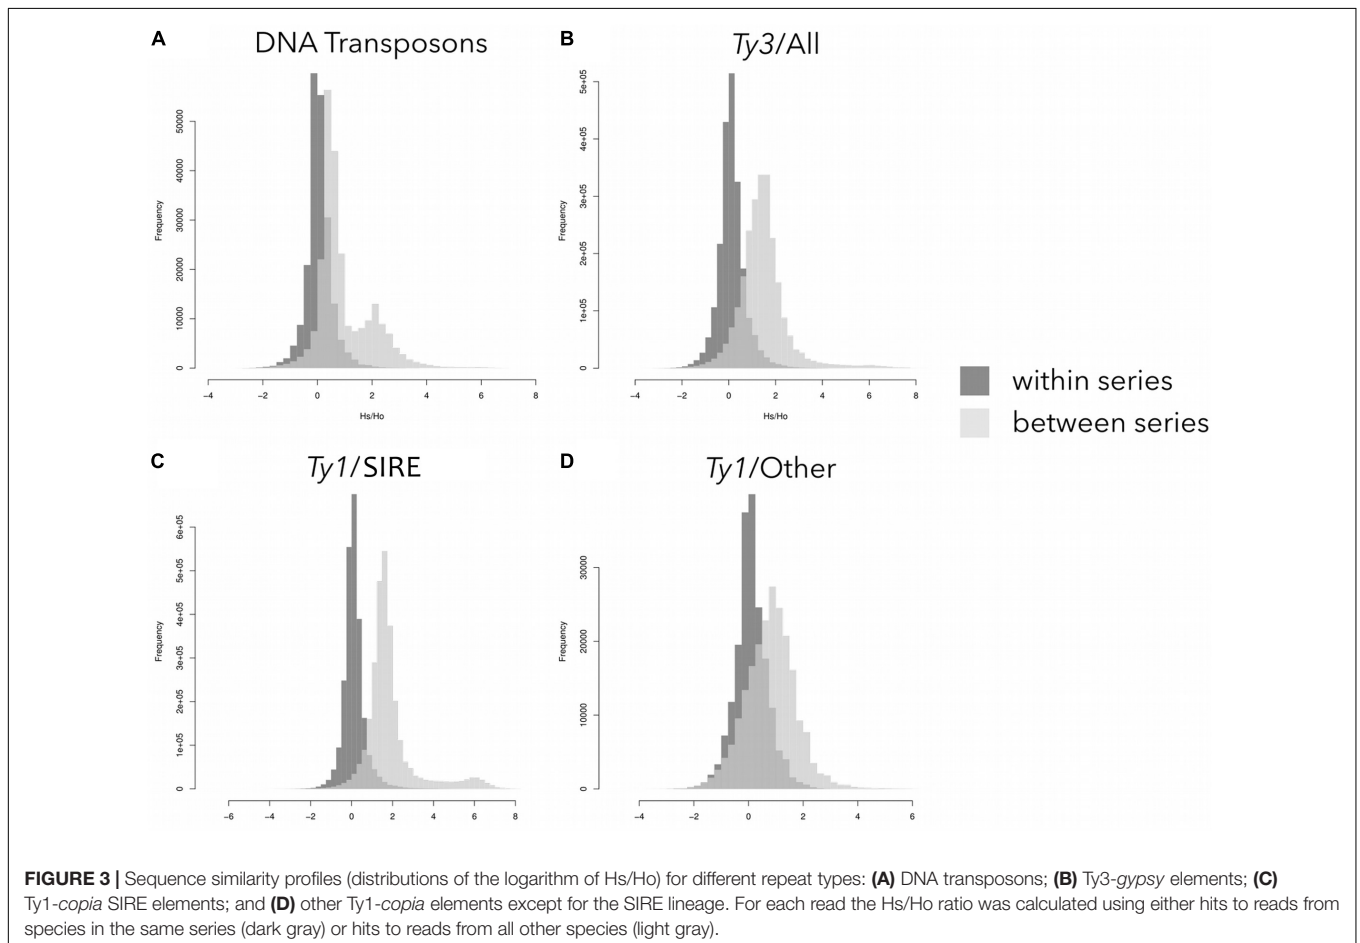 A
DNA Transposons
50000
40000
30000
20000
10000
0
Frequency
−4 −2 0 2 4 6 8
Hs/Ho
B
Ty3/All
5e+05
4e+05
3e+05
2e+05
1e+05
0
Frequency
−4 −2 0 2 4 6 8
Hs/Ho
within series
between series
C
Ty1/SIRE
6e+05
5e+05
4e+05
3e+05
2e+05
1e+05
0
Frequency
−6 −4 −2 0 2 4 6 8
D
Ty1/Other
30000
20000
10000
0
Frequency
−4 −2 0 2 4 6
FIGURE 3 | Sequence similarity profiles (distributions of the logarithm of Hs/Ho) for different repeat types: (A) DNA transposons; (B) Ty3-gypsy elements; (C)
Ty1-copia SIRE elements; and (D) other Ty1-copia elements except for the SIRE lineage. For each read the Hs/Ho ratio was calculated using either hits to reads from
species in the same series (dark gray) or hits to reads from all other species (light gray).